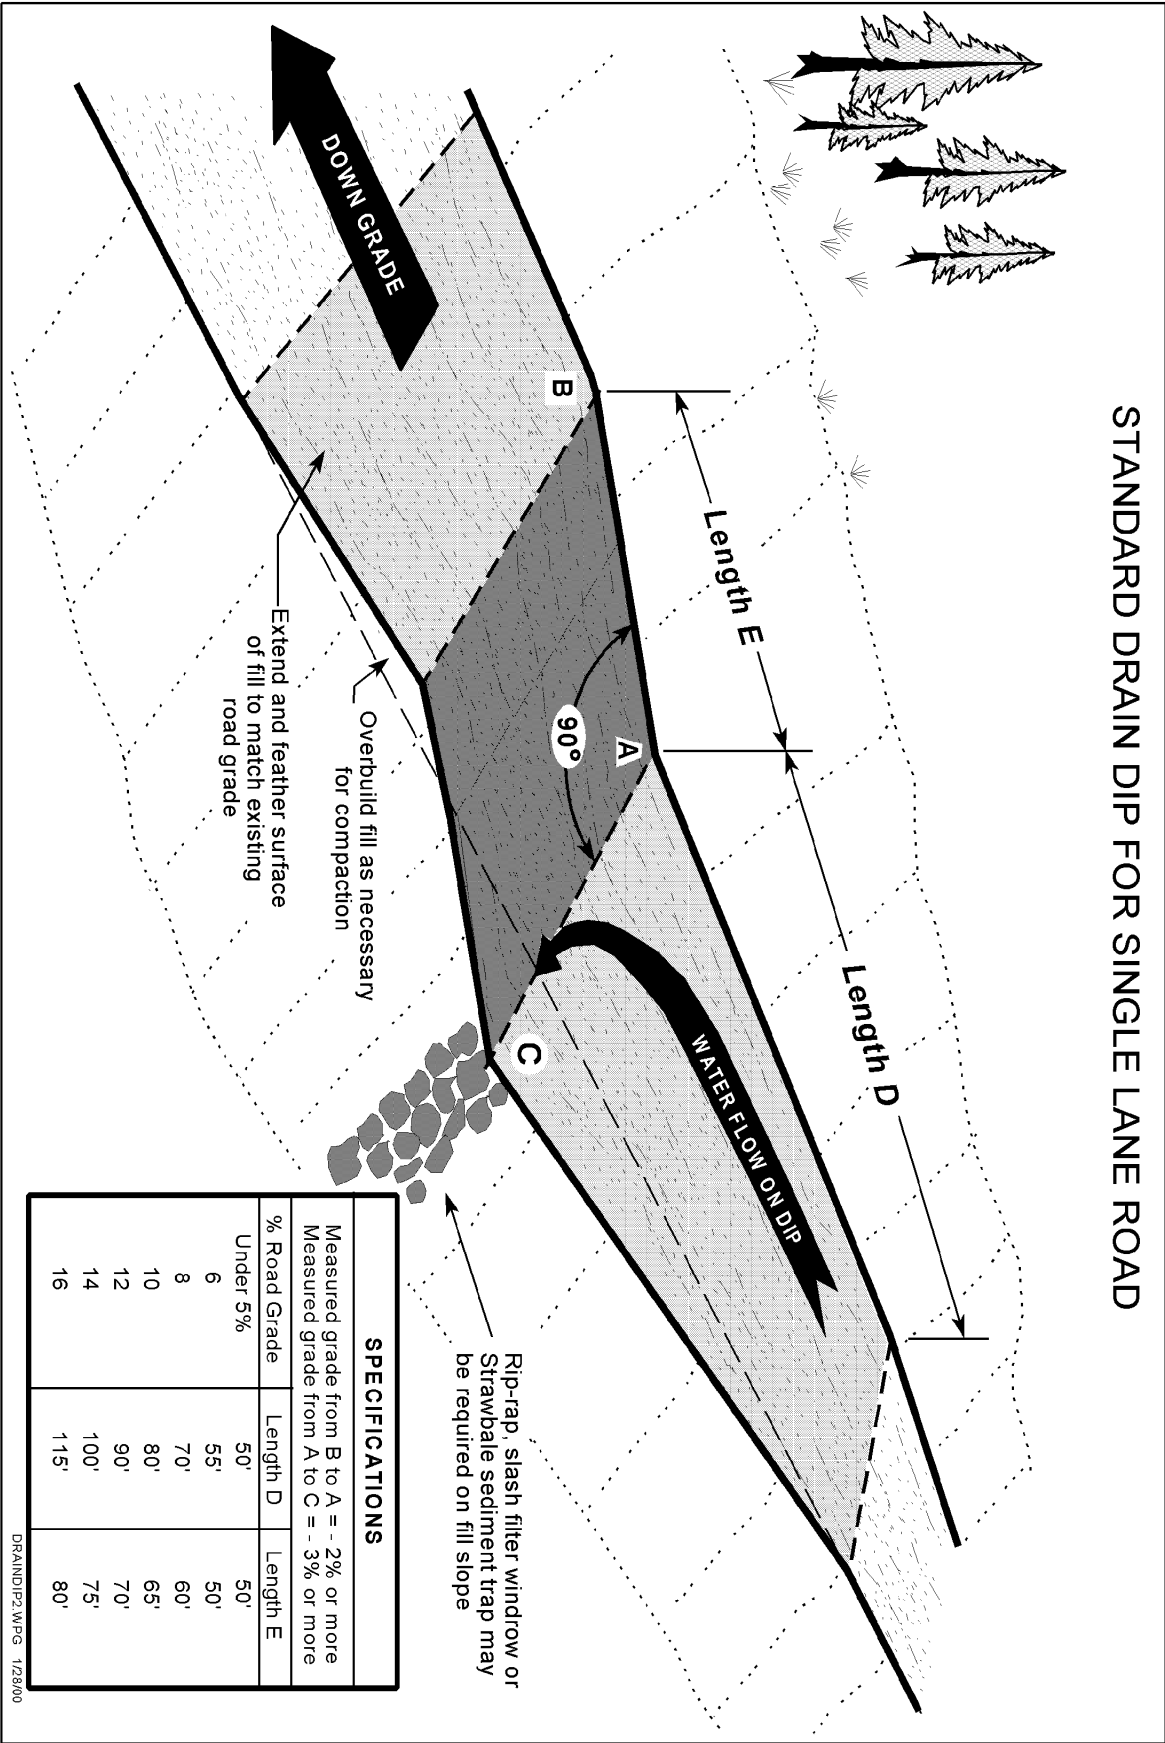 STANDARD DRAIN DIP FOR SINGLE LANE ROAD
DOWN GRADE
Length E
Length D
B
A
90°
C
WATER FLOW ON DIP
Extend and feather surface
of fill to match existing
road grade
Overbuild fill as necessary
for compaction
Rip-rap, slash filter windrow or
Strawbale sediment trap may
be required on fill slope
SPECIFICATIONS
Measured grade from B to A = - 2% or more
Measured grade from A to C = - 3% or more
% Road Grade Length D Length E
Under 5% 50' 50'
6 55' 50'
8 70' 60'
10 80' 65'
12 90' 70'
14 100' 75'
16 115' 80'
DRAINDIP2.WPG 1/28/00